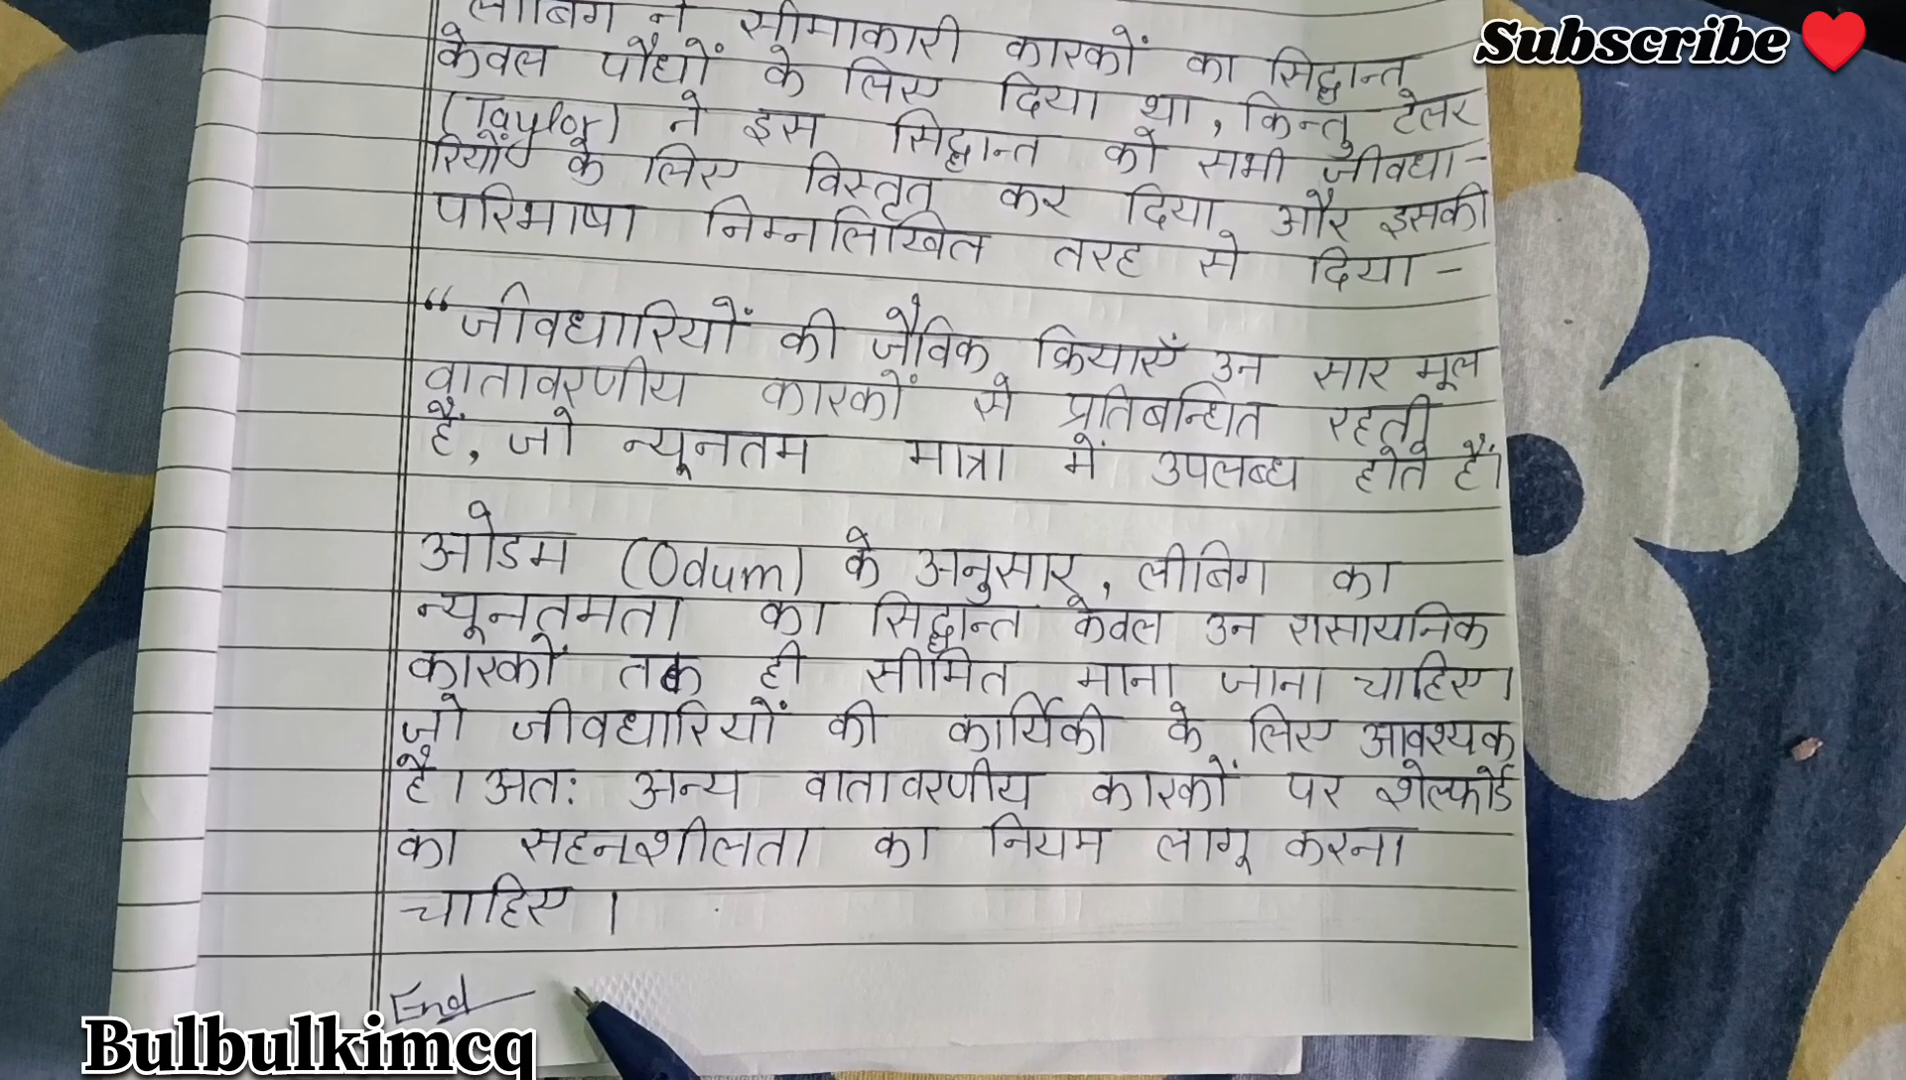 लीबिग ने सीमाकारी कारकों का सिद्धान्त
केवल पौधों के लिए दिया था, किन्तु टेलर
(Taylor) ने इस सिद्धान्त को सभी जीवधा-
रियों के लिए विस्तृत कर दिया और इसकी
परिभाषा निम्नलिखित तरह से दिया -
“जीवधारियों की जैविक क्रियाएँ उन सार मूल
वातावरणीय कारकों से प्रतिबन्धित रहती
हैं, जो न्यूनतम मात्रा में उपलब्ध होते हैं।
ओडम (Odum) के अनुसार, लीबिग का
न्यूनतमता का सिद्धान्त केवल उन रासायनिक
कारकों तक ही सीमित माना जाना चाहिए।
जो जीवधारियों की कार्यिकी के लिए आवश्यक
है। अतः अन्य वातावरणीय कारकों पर शेल्फोर्ड
का सहनशीलता का नियम लागू करना
चाहिए ।
End
Subscribe
Bulbulkimcq